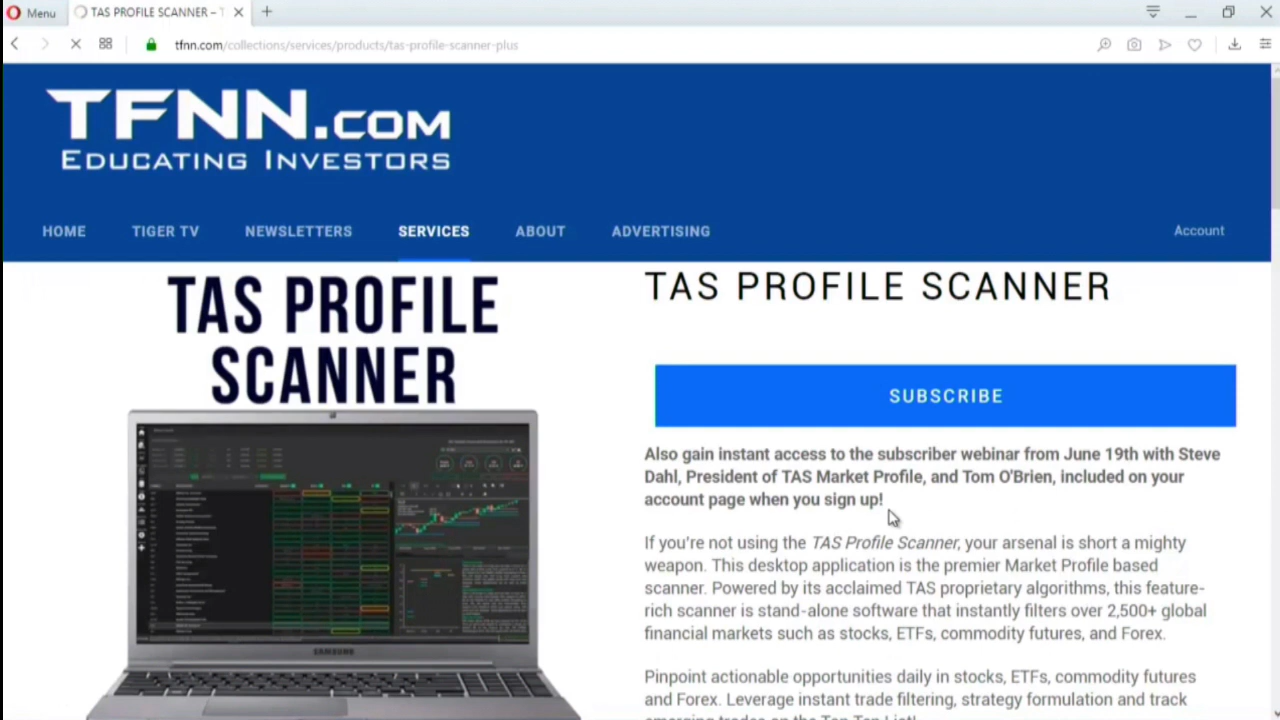 Menu
TAS PROFILE SCANNER –
tfnn.com/collections/services/products/tas-profile-scanner-plus
TFNN.COM
EDUCATING INVESTORS
HOME TIGER TV NEWSLETTERS SERVICES ABOUT ADVERTISING Account
TAS PROFILE
SCANNER
SAMSUNG
TAS PROFILE SCANNER
SUBSCRIBE
Also gain instant access to the subscriber webinar from June 19th with Steve
Dahl, President of TAS Market Profile, and Tom O'Brien, included on your
account page when you sign up!
If you're not using the TAS Profile Scanner, your arsenal is short a mighty
weapon. This desktop application is the premier Market Profile based
scanner. Powered by its acclaimed TAS proprietary algorithms, this feature-
rich scanner is stand-alone software that instantly filters over 2,500+ global
financial markets such as stocks, ETFs, commodity futures, and Forex.
Pinpoint actionable opportunities daily in stocks, ETFs, commodity futures
and Forex. Leverage instant trade filtering, strategy formulation and track
emerging trades on the Top Ten List!